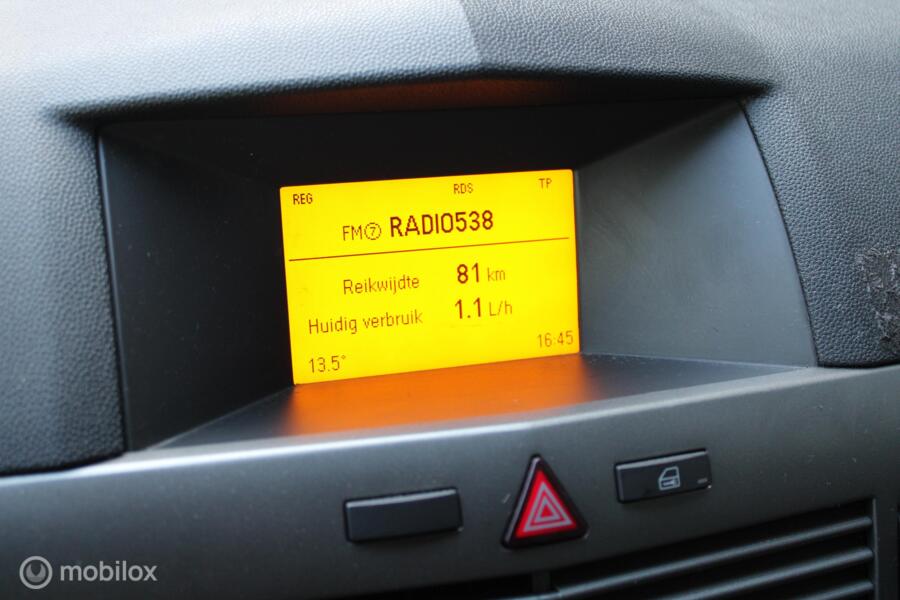 REG RDS TP
FM⑦ RADIO538
Reikwijdte 81 km
Huidig verbruik 1.1 L/h
13.5° 16:45
mobilox